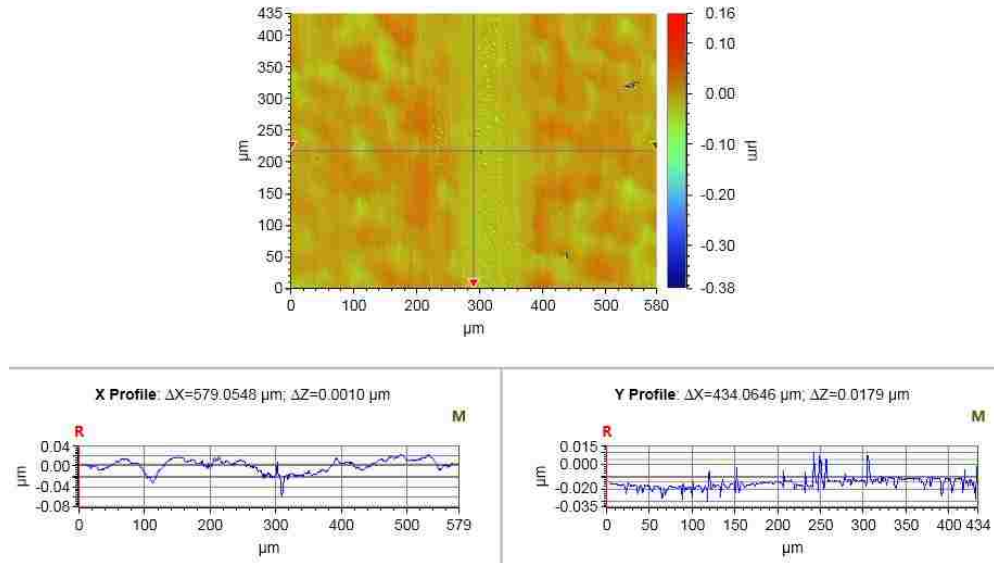 435
400
350
300
250
200
150
100
50
0
µm
0 100 200 300 400 500 580
µm
0.16
0.10
0.00
-0.10
-0.20
-0.30
-0.38
µm
X Profile: ΔX=579.0548 µm; ΔZ=0.0010 µm
R M
0.04
0.00
-0.04
-0.08
µm
0 100 200 300 400 500 579
µm
Y Profile: ΔX=434.0646 µm; ΔZ=0.0179 µm
R M
0.015
0.000
-0.020
-0.035
µm
0 50 100 150 200 250 300 350 400 434
µm